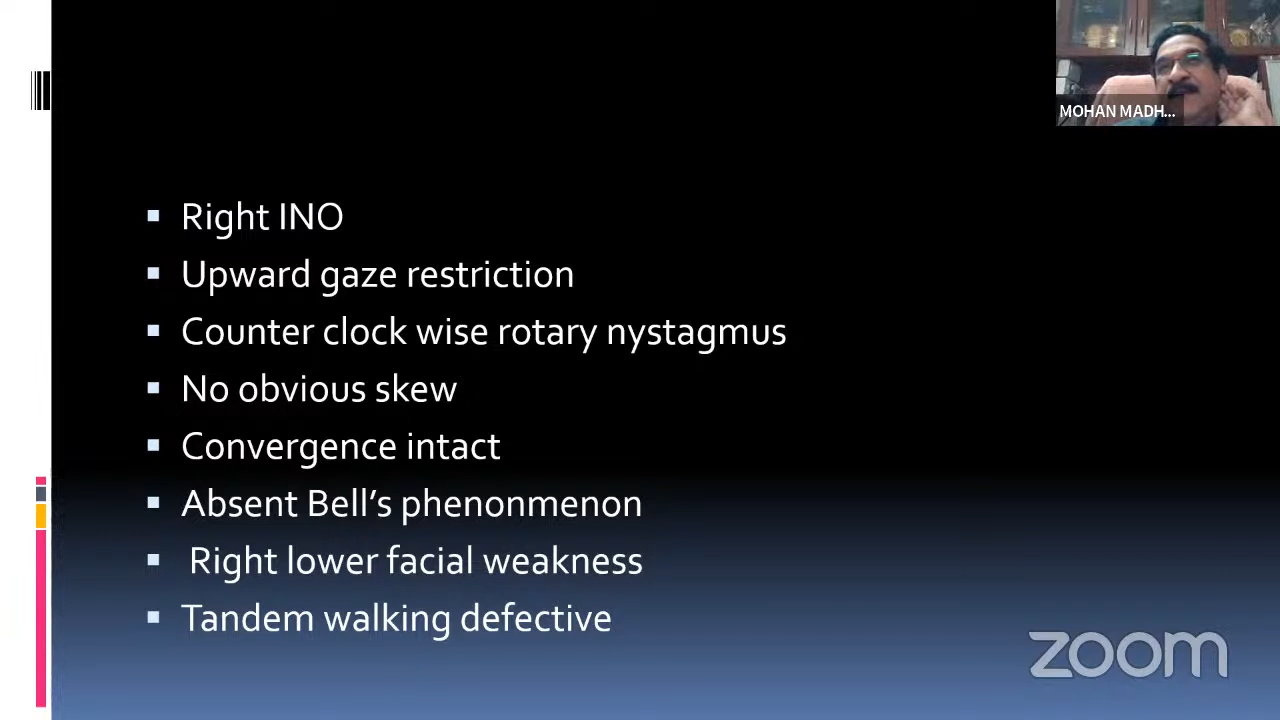 MOHAN MADH...
Right INO
Upward gaze restriction
Counter clock wise rotary nystagmus
No obvious skew
Convergence intact
Absent Bell’s phenonmenon
Right lower facial weakness
Tandem walking defective
zoom